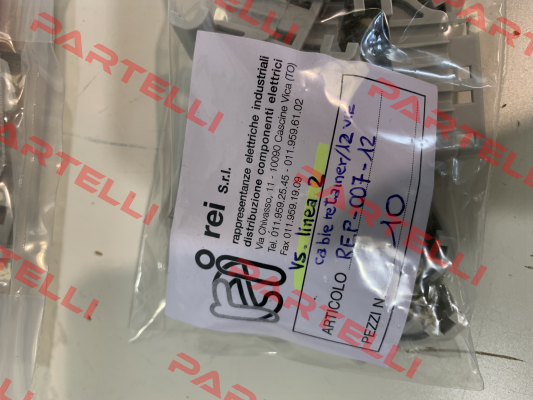 rei s.r.l.
rappresentanze elettriche industriali
distribuzione componenti elettrici
Via Chivasso, 11 - 10090 Cascine Vica (TO)
Tel. 011.959.25.45 - 011.959.61.02
Fax 011.959.19.09
Vs. linea 2
cable retainer/12 vie
ARTICOLO REP-007-12
PEZZI N. 10
PARTELLI
PARTELLI
PARTELLI
PARTELLI
PARTELLI
PARTELLI